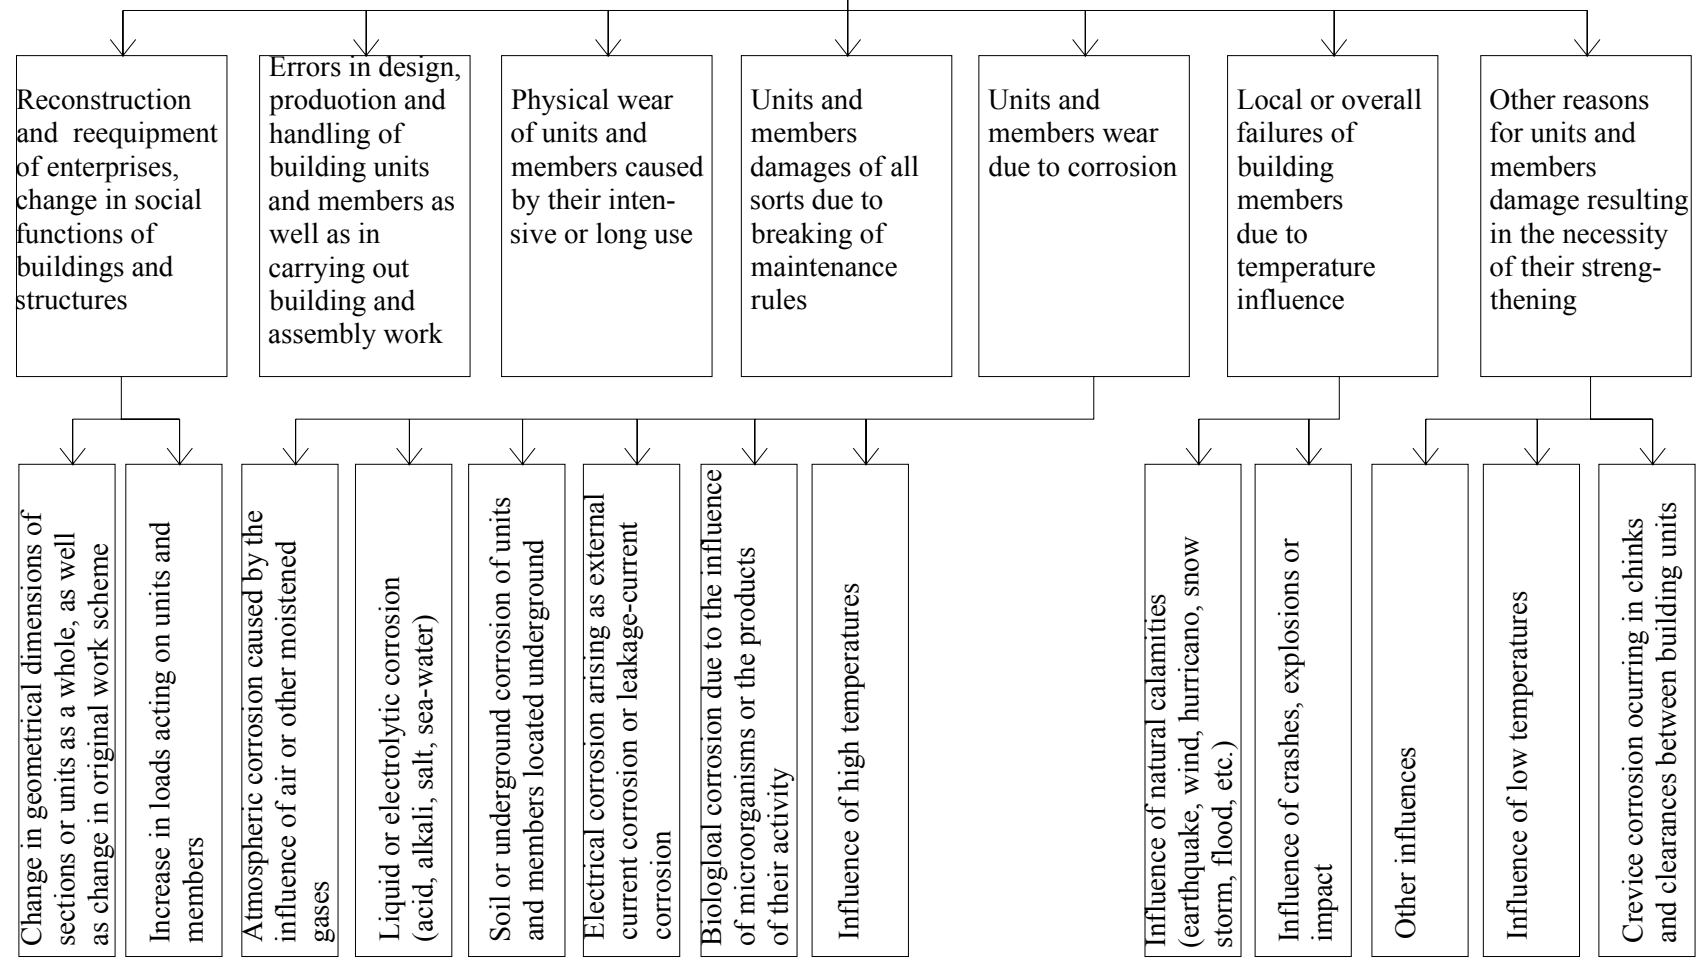 Reconstruction
and reequipment
of enterprises,
change in social
functions of
buildings and
structures
Errors in design,
produotion and
handling of
building units
and members as
well as in
carrying out
building and
assembly work
Physical wear
of units and
members caused
by their inten-
sive or long use
Units and
members damages of all
sorts due to
breaking of
maintenance
rules
Units and
members wear
due to corrosion
Local or overall
failures of
building
members
due to
temperature
influence
Other reasons
for units and
members
damage resulting
in the necessity
of their streng-
thening
Change in geometrical dimensions of
sections or units as a whole, as well
as change in original work scheme
Increase in loads acting on units and
members
Atmospheric corrosion caused by the
influence of air or other moistened
gases
Liquid or electrolytic corrosion
(acid, alkali, salt, sea-water)
Soil or underground corrosion of units
and members located underground
Electrical corrosion arising as external
current corrosion or leakage-current
corrosion
Biologloal corrosion due to the influence
of microorganisms or the products
of their activity
Influence of high temperatures
Influence of natural calamities
(earthquake, wind, hurricano, snow
storm, flood, etc.)
Influence of crashes, explosions or
impact
Other influences
Influence of low temperatures
Crevice corrosion ocurring in chinks
and clearances between building units